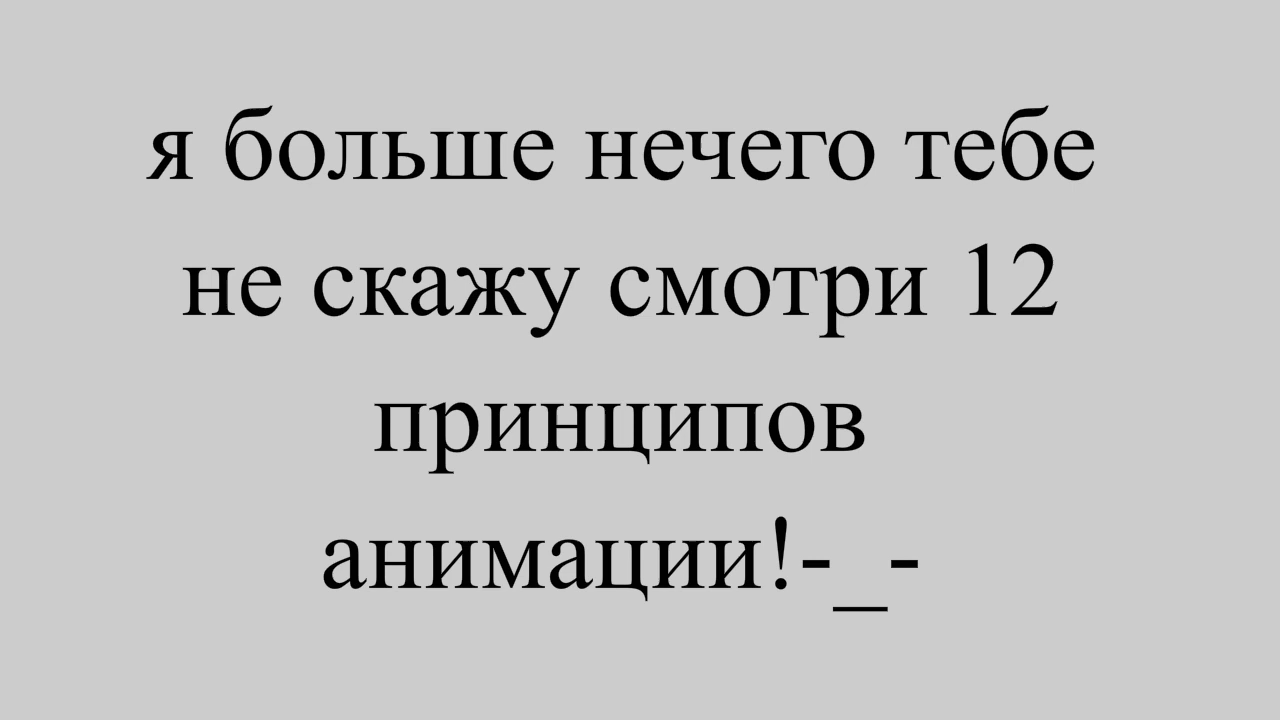 я больше нечего тебе
не скажу смотри 12
принципов
анимации!-_-